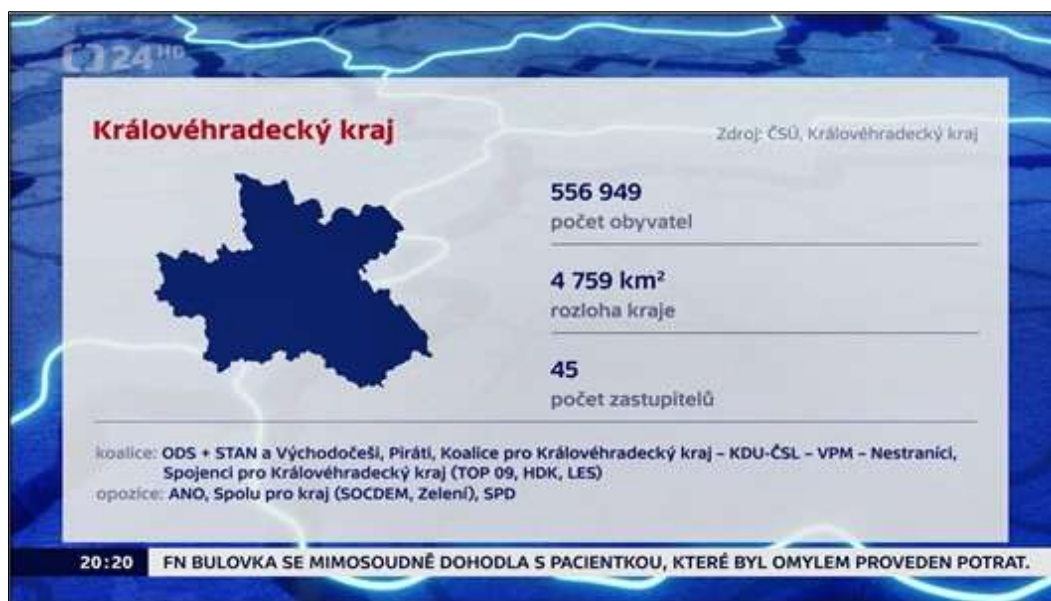 24 HD
Královéhradecký kraj
Zdroj: ČSÚ, Královéhradecký kraj
556 949
počet obyvatel
4 759 km²
rozloha kraje
45
počet zastupitelů
koalice: ODS + STAN a Východočeši, Piráti, Koalice pro Královéhradecký kraj – KDU-ČSL – VPM – Nestraníci,
Spojenci pro Královéhradecký kraj (TOP 09, HDK, LES)
opozice: ANO, Spolu pro kraj (SOCDEM, Zelení), SPD
20:20 FN BULOVKA SE MIMOSOUDNĚ DOHODLA S PACIENTKOU, KTERÉ BYL OMYLEM PROVEDEN POTRAT.